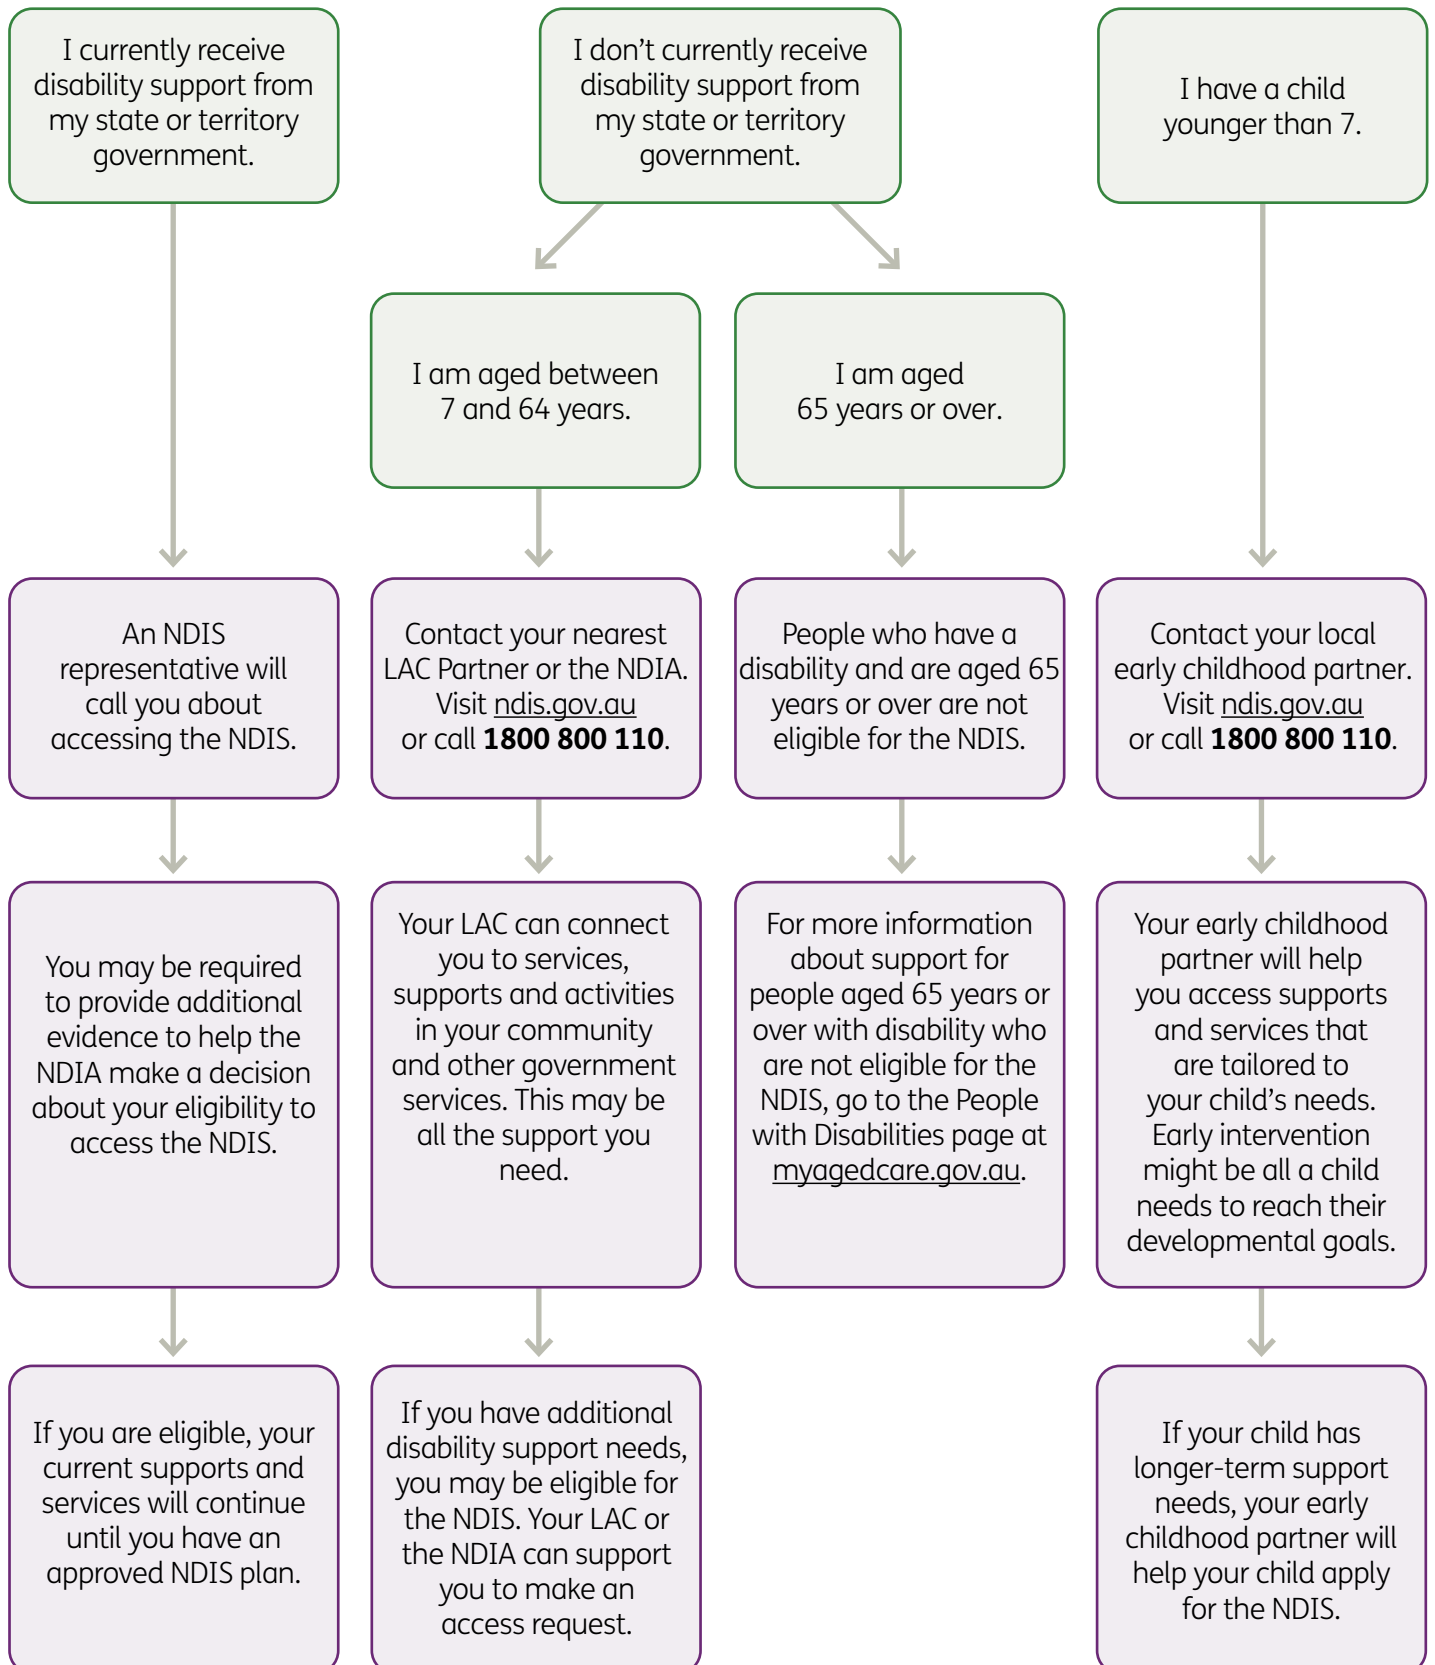 I currently receive
disability support from
my state or territory
government.
I don’t currently receive
disability support from
my state or territory
government.
I have a child
younger than 7.
I am aged between
7 and 64 years.
I am aged
65 years or over.
An NDIS
representative will
call you about
accessing the NDIS.
Contact your nearest
LAC Partner or the NDIA.
Visit ndis.gov.au
or call 1800 800 110.
People who have a
disability and are aged 65
years or over are not
eligible for the NDIS.
Contact your local
early childhood partner.
Visit ndis.gov.au
or call 1800 800 110.
You may be required
to provide additional
evidence to help the
NDIA make a decision
about your eligibility to
access the NDIS.
Your LAC can connect
you to services,
supports and activities
in your community
and other government
services. This may be
all the support you
need.
For more information
about support for
people aged 65 years or
over with disability who
are not eligible for the
NDIS, go to the People
with Disabilities page at
myagedcare.gov.au.
Your early childhood
partner will help
you access supports
and services that
are tailored to
your child’s needs.
Early intervention
might be all a child
needs to reach their
developmental goals.
If you are eligible, your
current supports and
services will continue
until you have an
approved NDIS plan.
If you have additional
disability support needs,
you may be eligible for
the NDIS. Your LAC or
the NDIA can support
you to make an
access request.
If your child has
longer-term support
needs, your early
childhood partner will
help your child apply
for the NDIS.